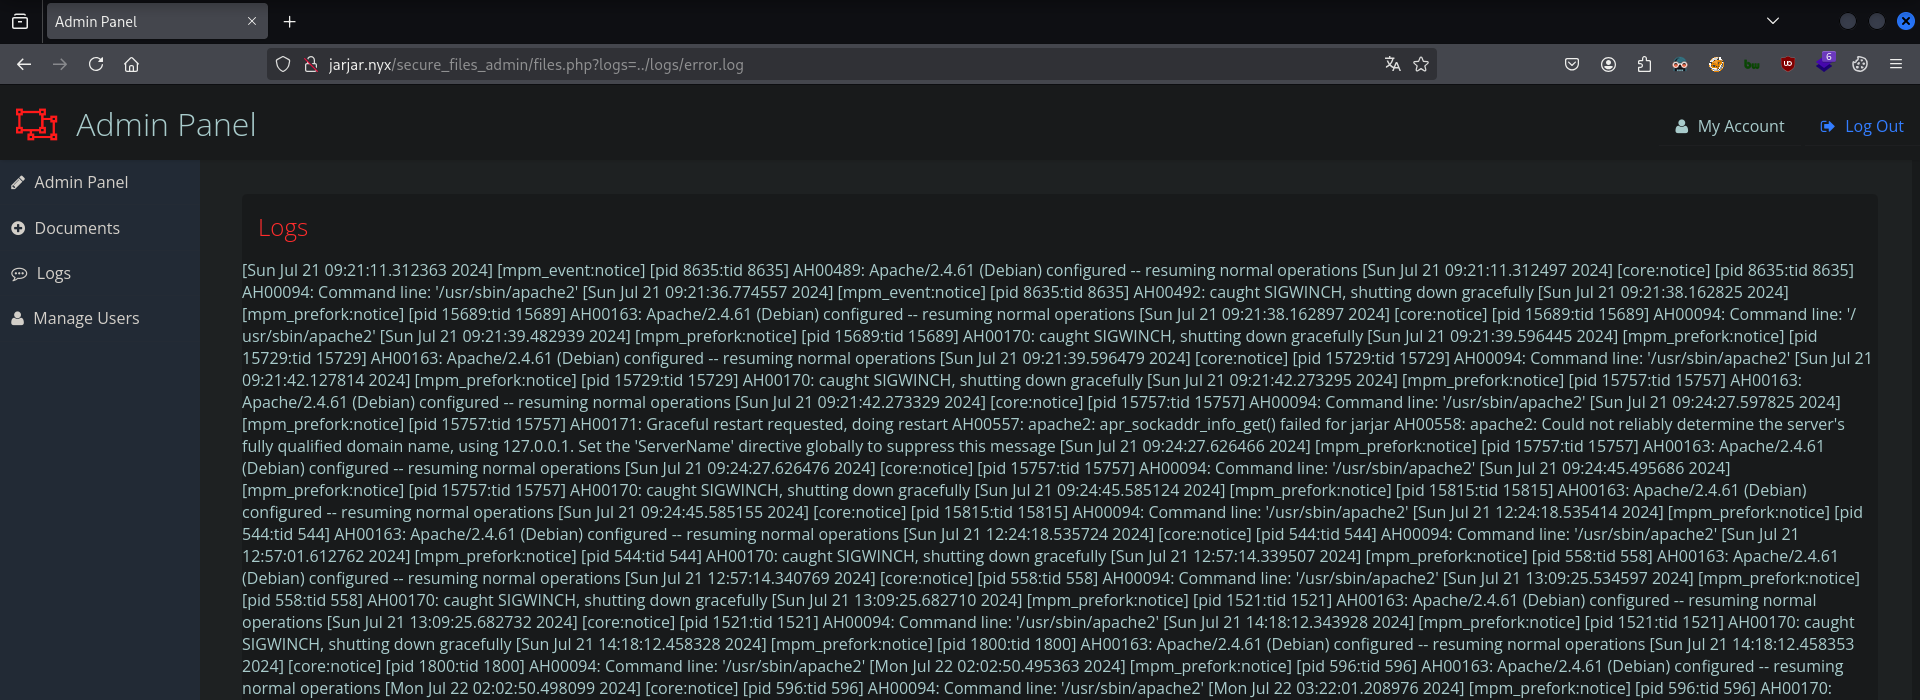 Admin Panel
jarjar.nyx/secure_files_admin/files.php?logs=../logs/error.log
6
Admin Panel
My Account
Log Out
Admin Panel
Documents
Logs
Manage Users
Logs
[Sun Jul 21 09:21:11.312363 2024] [mpm_event:notice] [pid 8635:tid 8635] AH00489: Apache/2.4.61 (Debian) configured -- resuming normal operations [Sun Jul 21 09:21:11.312497 2024] [core:notice] [pid 8635:tid 8635]
AH00094: Command line: '/usr/sbin/apache2' [Sun Jul 21 09:21:36.774557 2024] [mpm_event:notice] [pid 8635:tid 8635] AH00492: caught SIGWINCH, shutting down gracefully [Sun Jul 21 09:21:38.162825 2024]
[mpm_prefork:notice] [pid 15689:tid 15689] AH00163: Apache/2.4.61 (Debian) configured -- resuming normal operations [Sun Jul 21 09:21:38.162897 2024] [core:notice] [pid 15689:tid 15689] AH00094: Command line: '/
usr/sbin/apache2' [Sun Jul 21 09:21:39.482939 2024] [mpm_prefork:notice] [pid 15689:tid 15689] AH00170: caught SIGWINCH, shutting down gracefully [Sun Jul 21 09:21:39.596445 2024] [mpm_prefork:notice] [pid
15729:tid 15729] AH00163: Apache/2.4.61 (Debian) configured -- resuming normal operations [Sun Jul 21 09:21:39.596479 2024] [core:notice] [pid 15729:tid 15729] AH00094: Command line: '/usr/sbin/apache2' [Sun Jul 21
09:21:42.127814 2024] [mpm_prefork:notice] [pid 15729:tid 15729] AH00170: caught SIGWINCH, shutting down gracefully [Sun Jul 21 09:21:42.273295 2024] [mpm_prefork:notice] [pid 15757:tid 15757] AH00163:
Apache/2.4.61 (Debian) configured -- resuming normal operations [Sun Jul 21 09:21:42.273329 2024] [core:notice] [pid 15757:tid 15757] AH00094: Command line: '/usr/sbin/apache2' [Sun Jul 21 09:24:27.597825 2024]
[mpm_prefork:notice] [pid 15757:tid 15757] AH00171: Graceful restart requested, doing restart AH00557: apache2: apr_sockaddr_info_get() failed for jarjar AH00558: apache2: Could not reliably determine the server's
fully qualified domain name, using 127.0.0.1. Set the 'ServerName' directive globally to suppress this message [Sun Jul 21 09:24:27.626466 2024] [mpm_prefork:notice] [pid 15757:tid 15757] AH00163: Apache/2.4.61
(Debian) configured -- resuming normal operations [Sun Jul 21 09:24:27.626476 2024] [core:notice] [pid 15757:tid 15757] AH00094: Command line: '/usr/sbin/apache2' [Sun Jul 21 09:24:45.495686 2024]
[mpm_prefork:notice] [pid 15757:tid 15757] AH00170: caught SIGWINCH, shutting down gracefully [Sun Jul 21 09:24:45.585124 2024] [mpm_prefork:notice] [pid 15815:tid 15815] AH00163: Apache/2.4.61 (Debian)
configured -- resuming normal operations [Sun Jul 21 09:24:45.585155 2024] [core:notice] [pid 15815:tid 15815] AH00094: Command line: '/usr/sbin/apache2' [Sun Jul 21 12:24:18.535414 2024] [mpm_prefork:notice] [pid
544:tid 544] AH00163: Apache/2.4.61 (Debian) configured -- resuming normal operations [Sun Jul 21 12:24:18.535724 2024] [core:notice] [pid 544:tid 544] AH00094: Command line: '/usr/sbin/apache2' [Sun Jul 21
12:57:01.612762 2024] [mpm_prefork:notice] [pid 544:tid 544] AH00170: caught SIGWINCH, shutting down gracefully [Sun Jul 21 12:57:14.339507 2024] [mpm_prefork:notice] [pid 558:tid 558] AH00163: Apache/2.4.61
(Debian) configured -- resuming normal operations [Sun Jul 21 12:57:14.340769 2024] [core:notice] [pid 558:tid 558] AH00094: Command line: '/usr/sbin/apache2' [Sun Jul 21 13:09:25.534597 2024] [mpm_prefork:notice]
[pid 558:tid 558] AH00170: caught SIGWINCH, shutting down gracefully [Sun Jul 21 13:09:25.682710 2024] [mpm_prefork:notice] [pid 1521:tid 1521] AH00163: Apache/2.4.61 (Debian) configured -- resuming normal
operations [Sun Jul 21 13:09:25.682732 2024] [core:notice] [pid 1521:tid 1521] AH00094: Command line: '/usr/sbin/apache2' [Sun Jul 21 14:18:12.343928 2024] [mpm_prefork:notice] [pid 1521:tid 1521] AH00170: caught
SIGWINCH, shutting down gracefully [Sun Jul 21 14:18:12.458328 2024] [mpm_prefork:notice] [pid 1800:tid 1800] AH00163: Apache/2.4.61 (Debian) configured -- resuming normal operations [Sun Jul 21 14:18:12.458353
2024] [core:notice] [pid 1800:tid 1800] AH00094: Command line: '/usr/sbin/apache2' [Mon Jul 22 02:02:50.495363 2024] [mpm_prefork:notice] [pid 596:tid 596] AH00163: Apache/2.4.61 (Debian) configured -- resuming
normal operations [Mon Jul 22 02:02:50.498099 2024] [core:notice] [pid 596:tid 596] AH00094: Command line: '/usr/sbin/apache2' [Mon Jul 22 03:22:01.208976 2024] [mpm_prefork:notice] [pid 596:tid 596] AH00170: